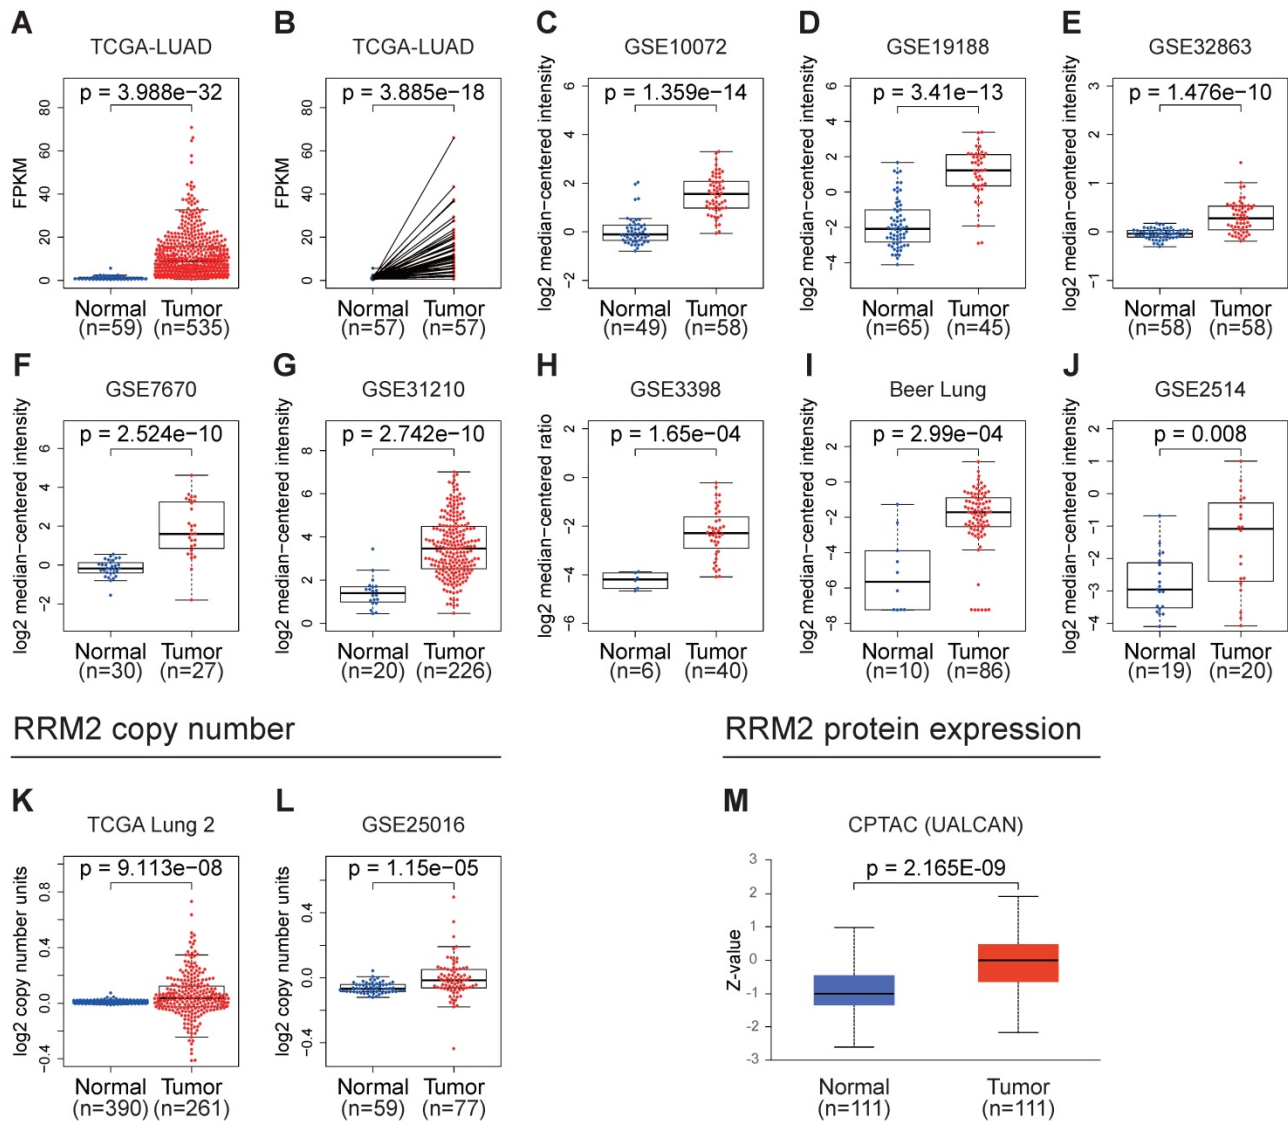 A
TCGA-LUAD
p = 3.988e−32
FPKM
80
60
40
20
0
Normal
(n=59)
Tumor
(n=535)
B
TCGA-LUAD
p = 3.885e−18
FPKM
80
60
40
20
0
Normal
(n=57)
Tumor
(n=57)
C
GSE10072
p = 1.359e−14
log2 median−centered intensity
6
4
2
0
−2
Normal
(n=49)
Tumor
(n=58)
D
GSE19188
p = 3.41e−13
log2 median−centered intensity
6
4
2
0
−2
−4
Normal
(n=65)
Tumor
(n=45)
E
GSE32863
p = 1.476e−10
log2 median−centered intensity
3
2
1
0
−1
Normal
(n=58)
Tumor
(n=58)
F
GSE7670
p = 2.524e−10
log2 median−centered intensity
6
4
2
0
−2
Normal
(n=30)
Tumor
(n=27)
G
GSE31210
p = 2.742e−10
log2 median−centered intensity
8
6
4
2
0
Normal
(n=20)
Tumor
(n=226)
H
GSE3398
p = 1.65e−04
log2 median−centered ratio
2
0
−2
−4
−6
Normal
(n=6)
Tumor
(n=40)
I
Beer Lung
p = 2.99e−04
log2 median−centered intensity
2
0
−2
−4
−6
−8
Normal
(n=10)
Tumor
(n=86)
J
GSE2514
p = 0.008
log2 median−centered intensity
2
1
0
−1
−2
−3
−4
Normal
(n=19)
Tumor
(n=20)
RRM2 copy number
K
TCGA Lung 2
p = 9.113e−08
log2 copy number units
0.8
0.4
0.0
−0.4
Normal
(n=390)
Tumor
(n=261)
L
GSE25016
p = 1.15e−05
log2 copy number units
0.4
0.0
−0.4
Normal
(n=59)
Tumor
(n=77)
RRM2 protein expression
M
CPTAC (UALCAN)
p = 2.165E-09
Z-value
3
2
1
0
-1
-2
-3
Normal
(n=111)
Tumor
(n=111)